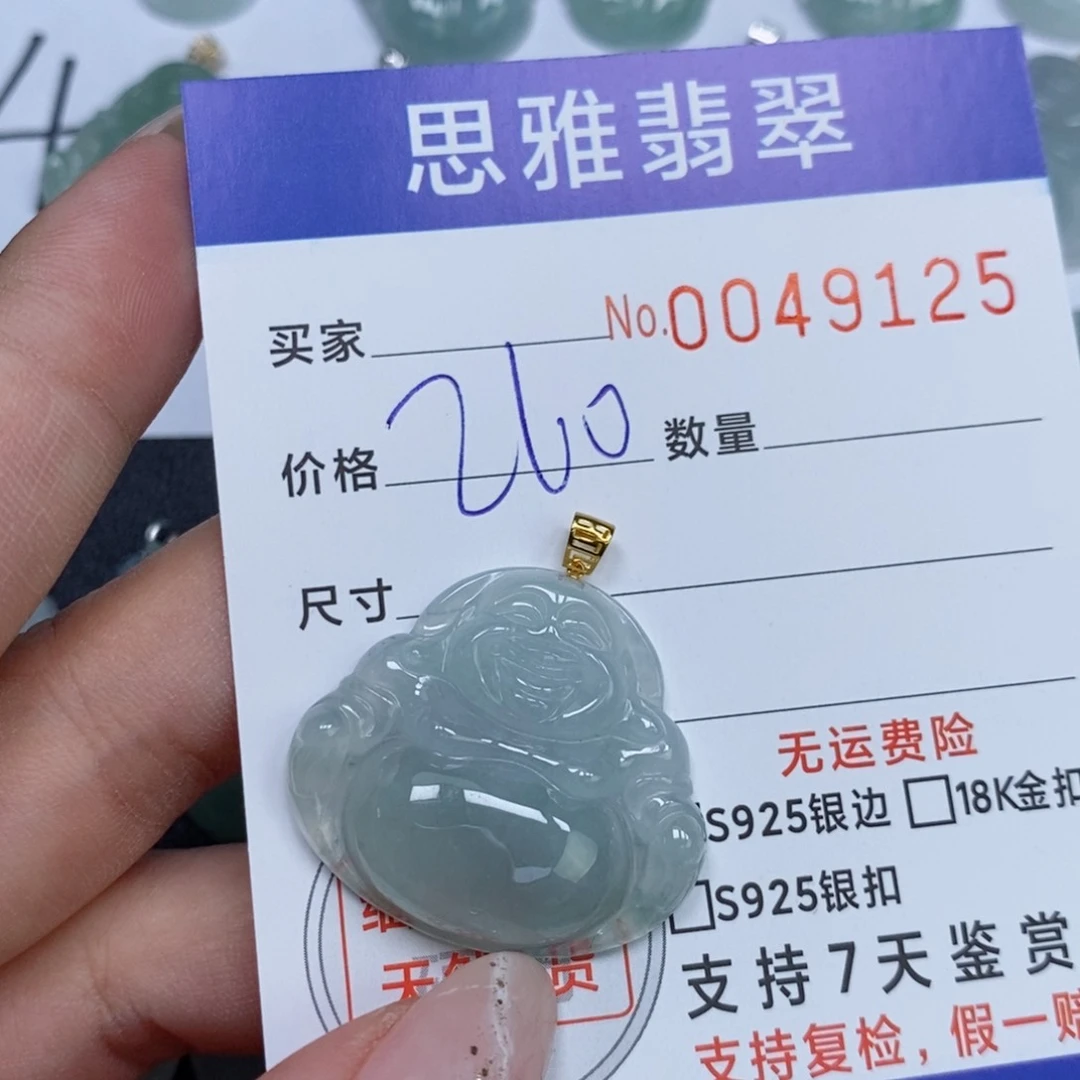 思雅翡翠
买家 No.0049125
价格 260 数量
尺寸
无运费险
S925银边 18K金扣
S925银扣
支持7天鉴赏
支持复检，假一赔